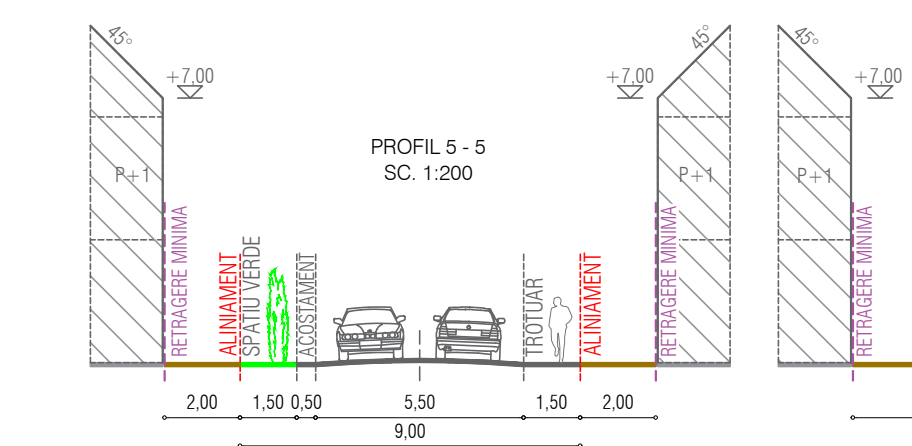 45°
45°
45°
+7,00
+7,00
+7,00
PROFIL 5 - 5
SC. 1:200
P+1
P+1
P+1
RETRAGERE MINIMA
ALINIAMENT
SPATIU VERDE
ACOSTAMENT
TROTUAR
ALINIAMENT
RETRAGERE MINIMA
RETRAGERE MINIMA
2,00 1,50 0,50 5,50 1,50 2,00
9,00